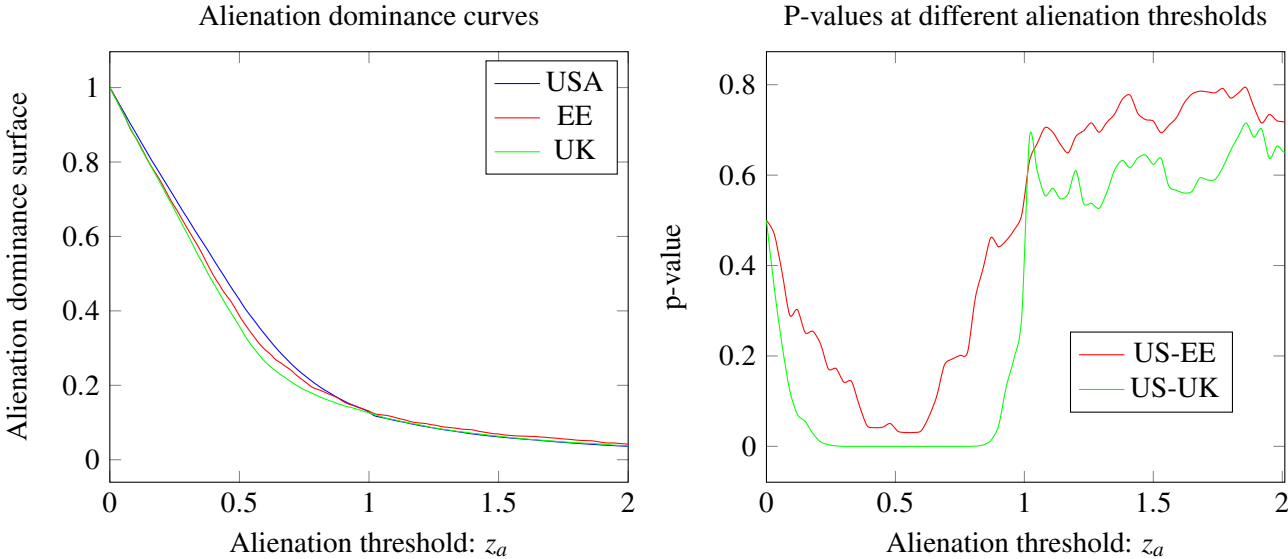 Alienation dominance curves
Alienation dominance surface
1
0.8
0.6
0.4
0.2
0
0 0.5 1 1.5 2
Alienation threshold: z_a
USA
EE
UK
P-values at different alienation thresholds
p-value
0.8
0.6
0.4
0.2
0
0 0.5 1 1.5 2
Alienation threshold: z_a
US-EE
US-UK